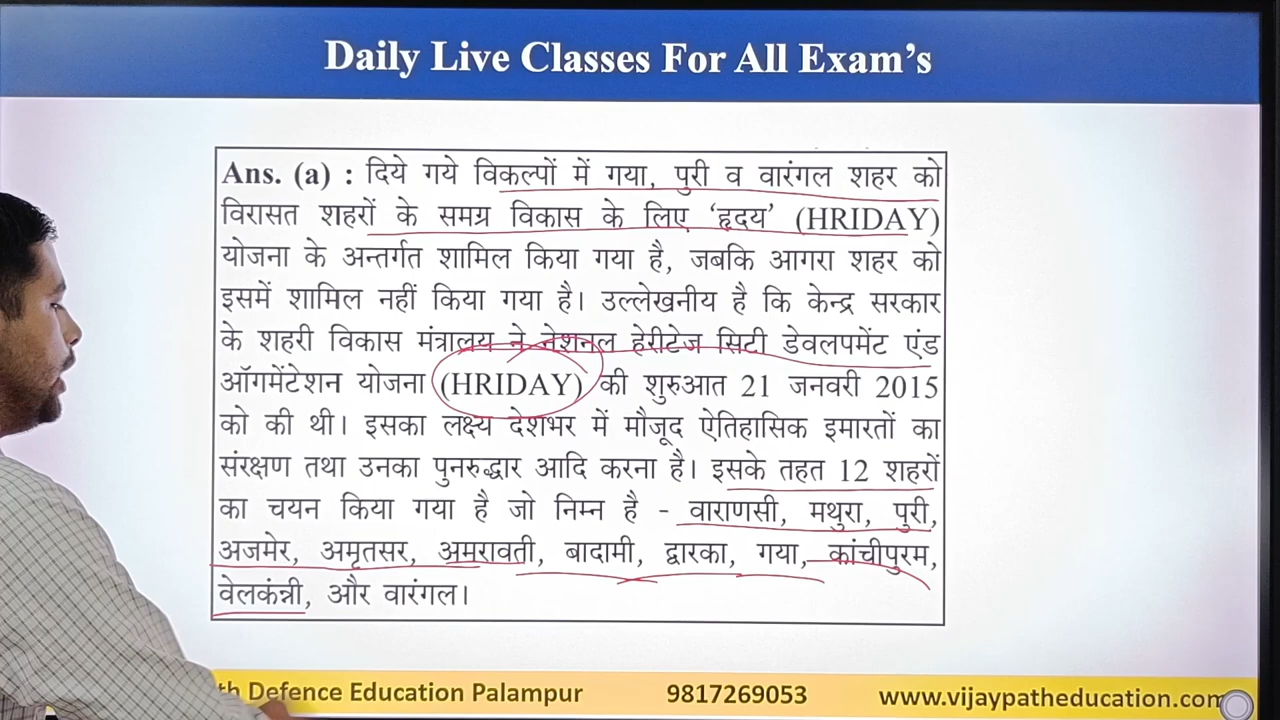 Daily Live Classes For All Exam's
Ans. (a) : दिये गये विकल्पों में गया, पुरी व वारंगल शहर को
विरासत शहरों के समग्र विकास के लिए 'हृदय' (HRIDAY)
योजना के अन्तर्गत शामिल किया गया है, जबकि आगरा शहर को
इसमें शामिल नहीं किया गया है। उल्लेखनीय है कि केन्द्र सरकार
के शहरी विकास मंत्रालय ने नेशनल हेरीटेज सिटी डेवलपमेंट एंड
ऑगमेंटेशन योजना (HRIDAY) की शुरुआत 21 जनवरी 2015
को की थी। इसका लक्ष्य देशभर में मौजूद ऐतिहासिक इमारतों का
संरक्षण तथा उनका पुनरुद्धार आदि करना है। इसके तहत 12 शहरों
का चयन किया गया है जो निम्न है - वाराणसी, मथुरा, पुरी,
अजमेर, अमृतसर, अमरावती, बादामी, द्वारका, गया, कांचीपुरम,
वेलकंन्नी, और वारंगल।
Defence Education Palampur 9817269053 www.vijaypatheducation.com